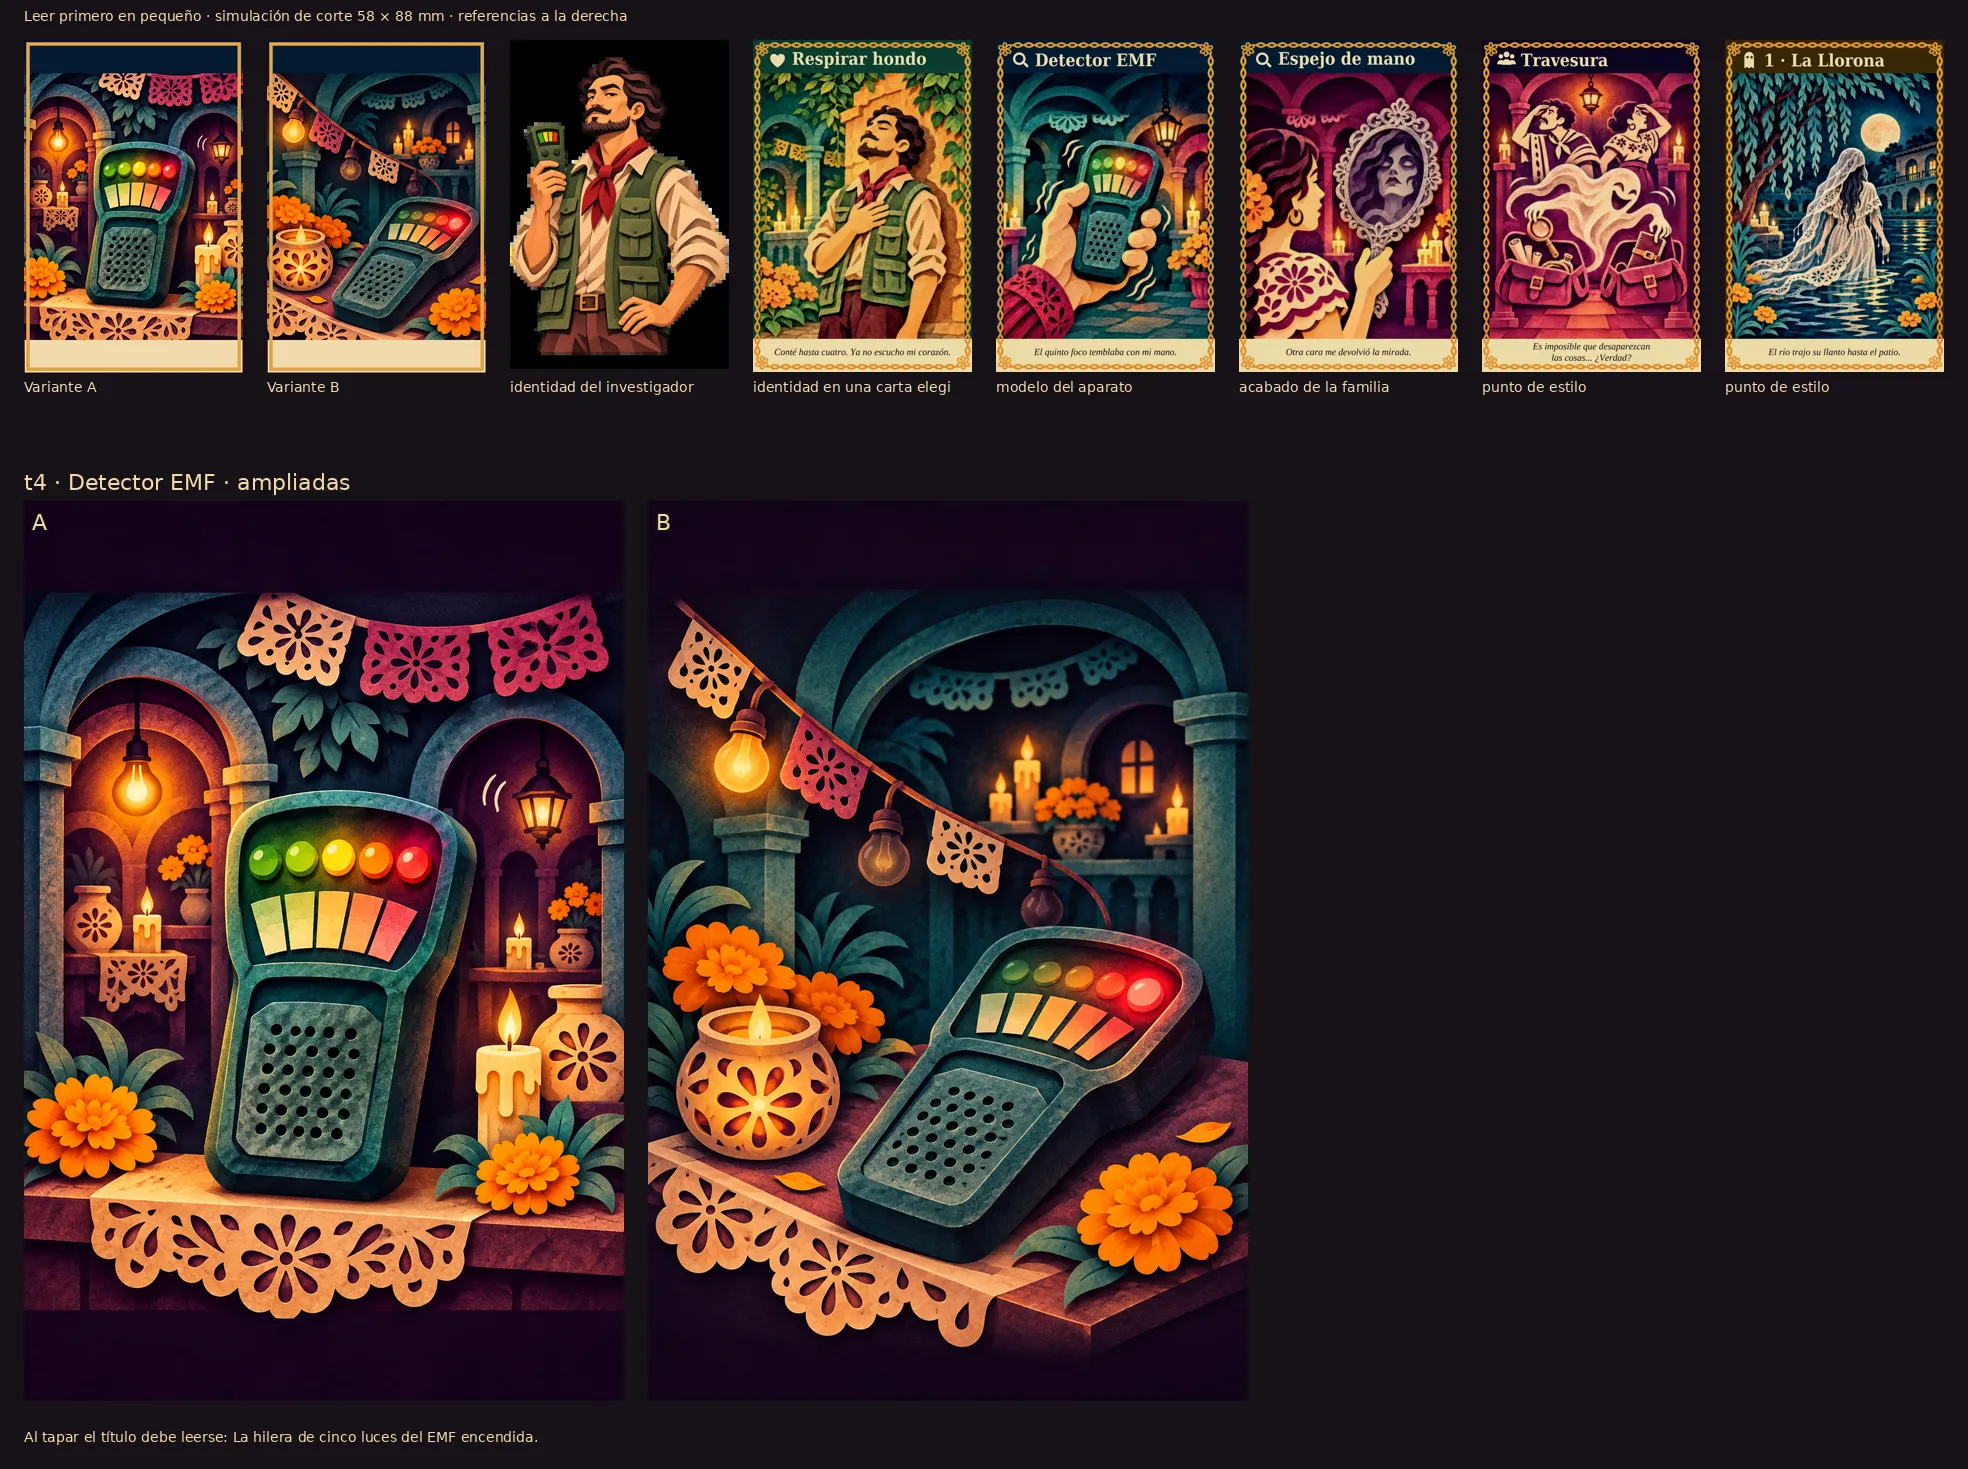 Leer primero en pequeño · simulación de corte 58 × 88 mm · referencias a la derecha
Respirar hondo
Detector EMF
Espejo de mano
Travesura
1 · La Llorona
Conté hasta cuatro. Ya no escucho mi corazón.
El quinto foco temblaba con mi mano.
Otra cara me devolvió la mirada.
Es imposible que desaparezcan
las cosas... ¿Verdad?
El río trajo su llanto hasta el patio.
Variante A
Variante B
identidad del investigador
identidad en una carta elegi
modelo del aparato
acabado de la familia
punto de estilo
punto de estilo
t4 · Detector EMF · ampliadas
A
B
Al tapar el título debe leerse: La hilera de cinco luces del EMF encendida.